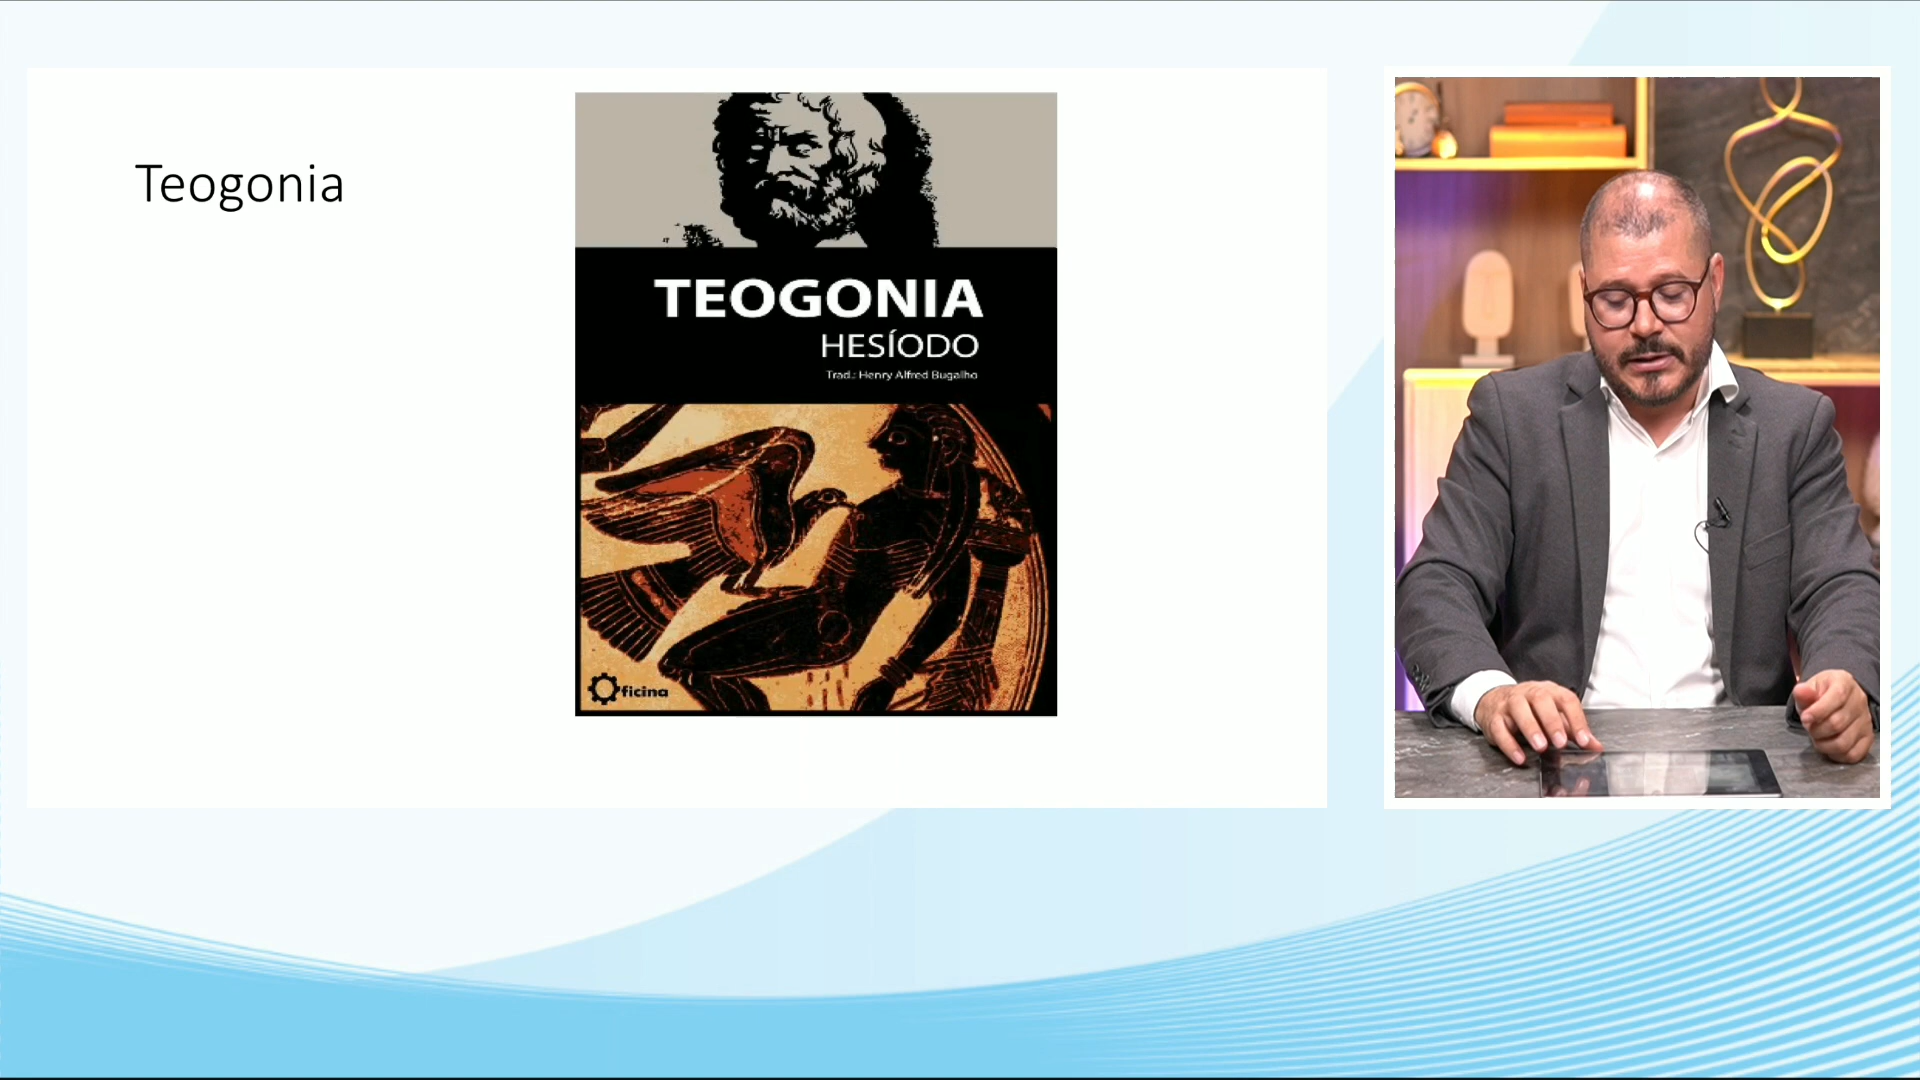 Teogonia
TEOGONIA
HESÍODO
Trad.: Henry Alfred Bugalho
Oficina